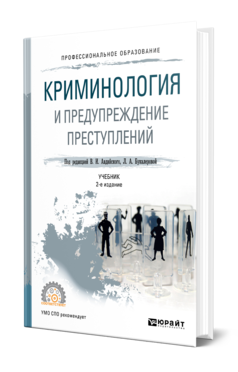 ПРОФЕССИОНАЛЬНОЕ ОБРАЗОВАНИЕ
КРИМИНОЛОГИЯ
И ПРЕДУПРЕЖДЕНИЕ
ПРЕСТУПЛЕНИЙ
Под редакцией В. И. Авдийского, Л. А. Букалеровой
УЧЕБНИК
2-е издание
УМО СПО рекомендует
юрайт